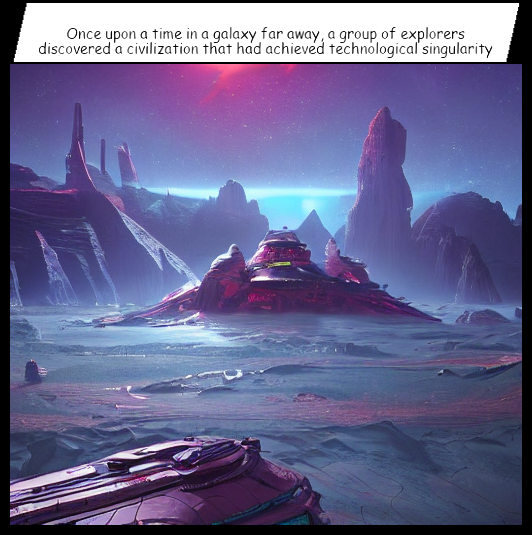 Once upon a time in a galaxy far away, a group of explorers
discovered a civilization that had achieved technological singularity